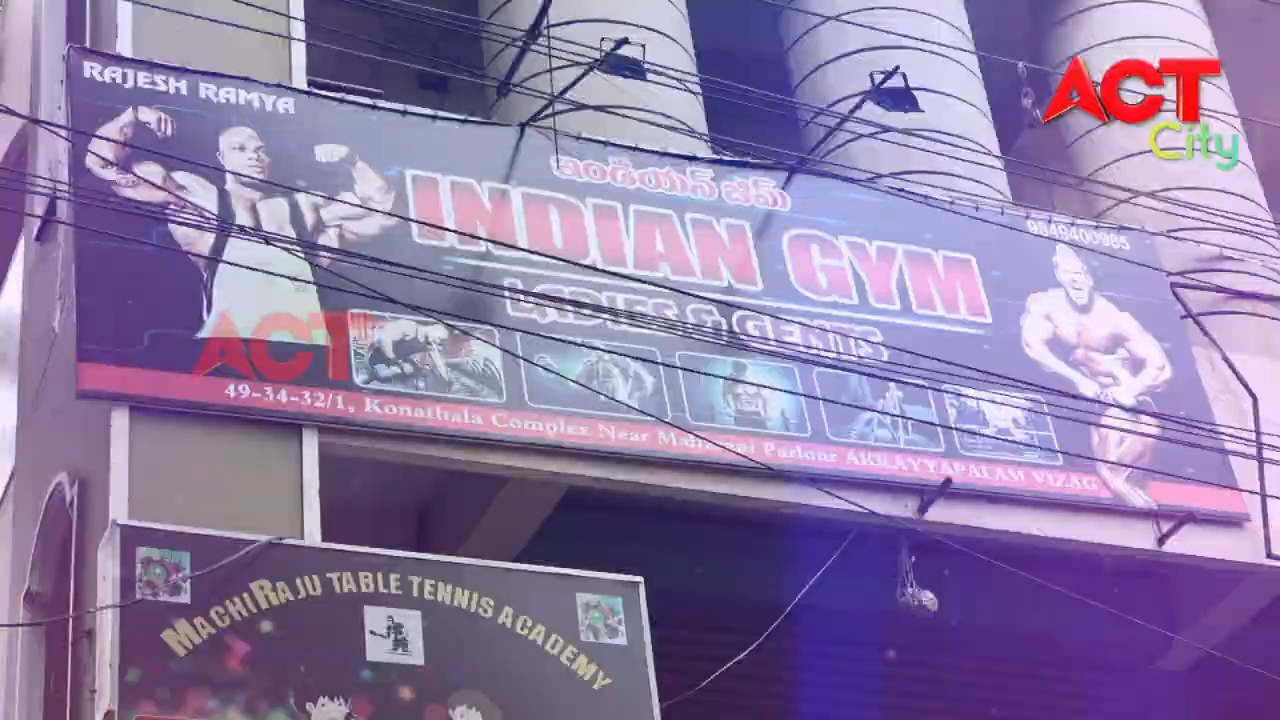 RAJESH RAMYA
ACT
City
ఇండియన్ జిమ్
9849400985
INDIAN GYM
LADIES & GENTS
ACT
49-34-32/1, Konathala Complex Near Maharani Parlour AKKAYYAPALAM VIZAG
MACHIRAJU TABLE TENNIS ACADEMY